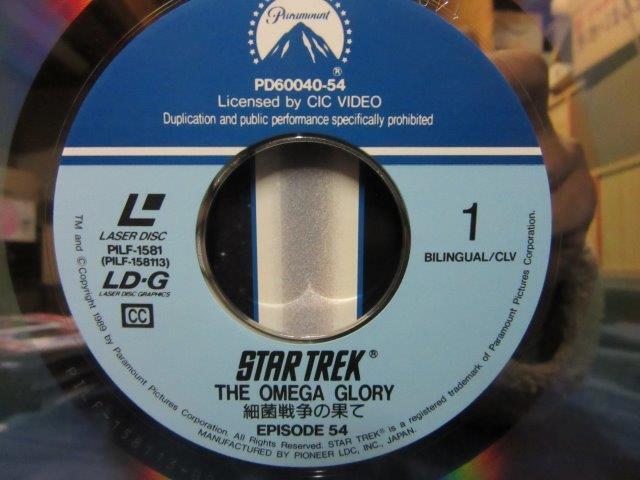 Paramount
®
PD60040-54
Licensed by CIC VIDEO
Duplication and public performance specifically prohibited
LASER DISC
PILF-1581
(PILF-158113)
LD·G
LASER DISC GRAPHICS
CC
1
BILINGUAL/CLV
STAR TREK®
THE OMEGA GLORY
細菌戦争の果て
EPISODE 54
TM and © Copyright 1989 by Paramount Pictures Corporation. All Rights Reserved. STAR TREK® is a registered trademark of Paramount Pictures Corporation.
MANUFACTURED BY PIONEER LDC, INC., JAPAN.